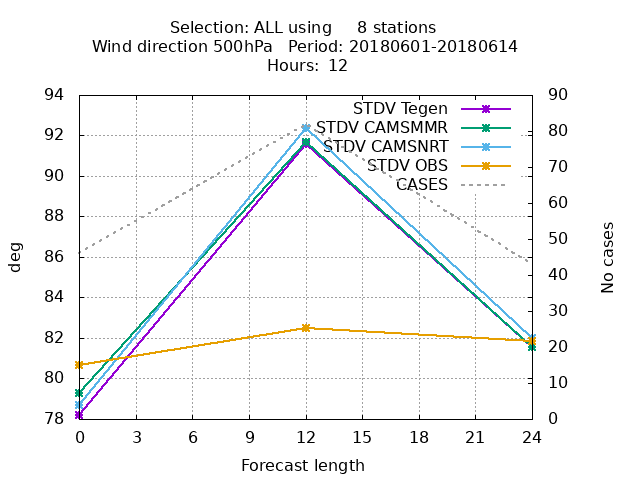 Selection: ALL using     8 stations
Wind direction 500hPa   Period: 20180601-20180614
Hours:  12
94
92
90
88
86
84
82
80
78
deg
90
80
70
60
50
40
30
20
10
0
No cases
STDV Tegen
STDV CAMSMMR
STDV CAMSNRT
STDV OBS
CASES
0 3 6 9 12 15 18 21 24
Forecast length